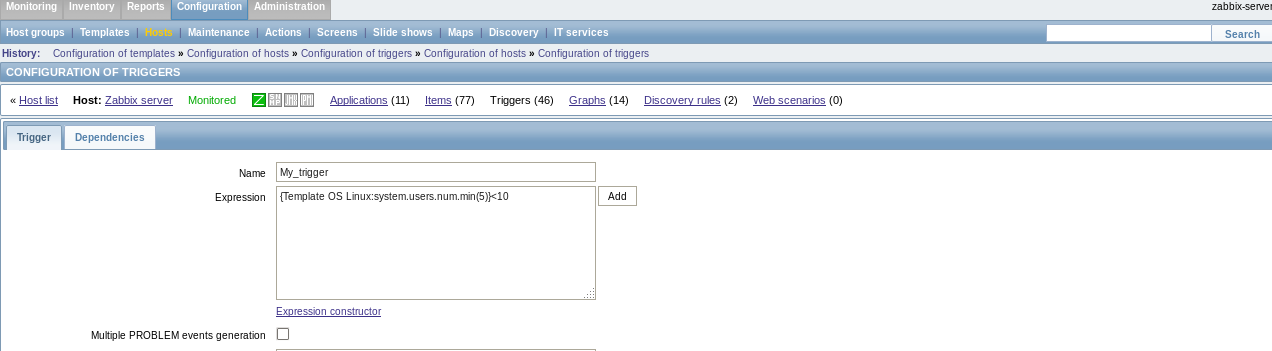 Monitoring Inventory Reports Configuration Administration zabbix-server
Host groups | Templates | Hosts | Maintenance | Actions | Screens | Slide shows | Maps | Discovery | IT services Search
History: Configuration of templates » Configuration of hosts » Configuration of triggers » Configuration of hosts » Configuration of triggers
CONFIGURATION OF TRIGGERS
« Host list Host: Zabbix server Monitored Applications (11) Items (77) Triggers (46) Graphs (14) Discovery rules (2) Web scenarios (0)
Trigger Dependencies
Name My_trigger
Expression {Template OS Linux:system.users.num.min(5)}<10 Add
Expression constructor
Multiple PROBLEM events generation